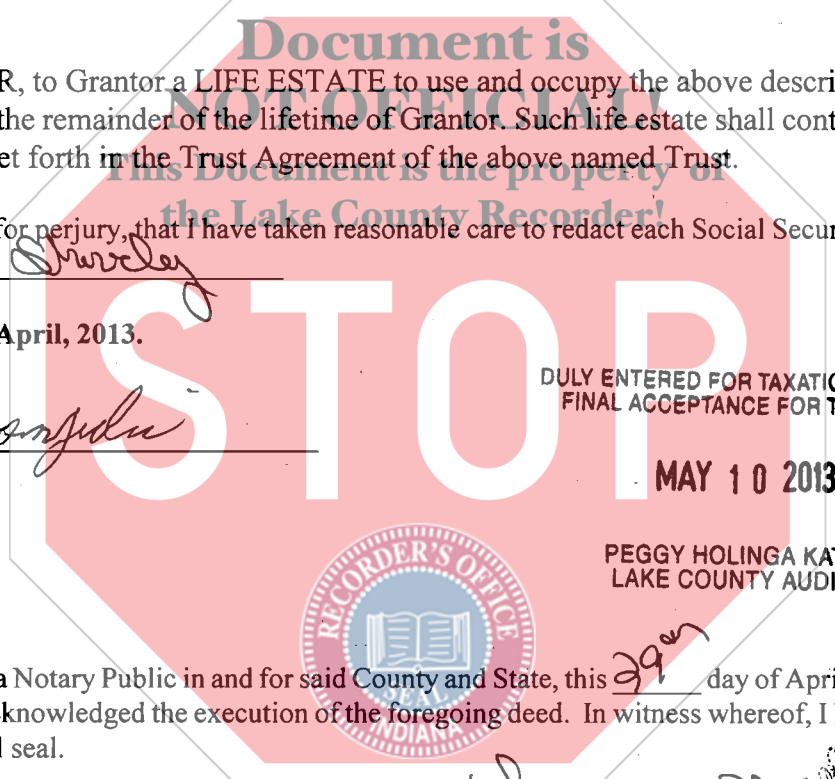 Document is
R, to Grantor a LIFE ESTATE to use and occupy the above descri
NOT OFFICIAL!
the remainder of the lifetime of Grantor. Such life estate shall cont
et forth in the Trust Agreement of the above named Trust.
This Document is the property of
the Lake County Recorder!
for perjury, that I have taken reasonable care to redact each Social Secur
April, 2013.
STOP
DULY ENTERED FOR TAXATIO
FINAL ACCEPTANCE FOR T
MAY 10 2013
PEGGY HOLINGA KAT
LAKE COUNTY AUDI
RECORDER'S OFFICE
SEAL
INDIANA
a Notary Public in and for said County and State, this 29 day of Apri
knowledged the execution of the foregoing deed. In witness whereof, I
l seal.